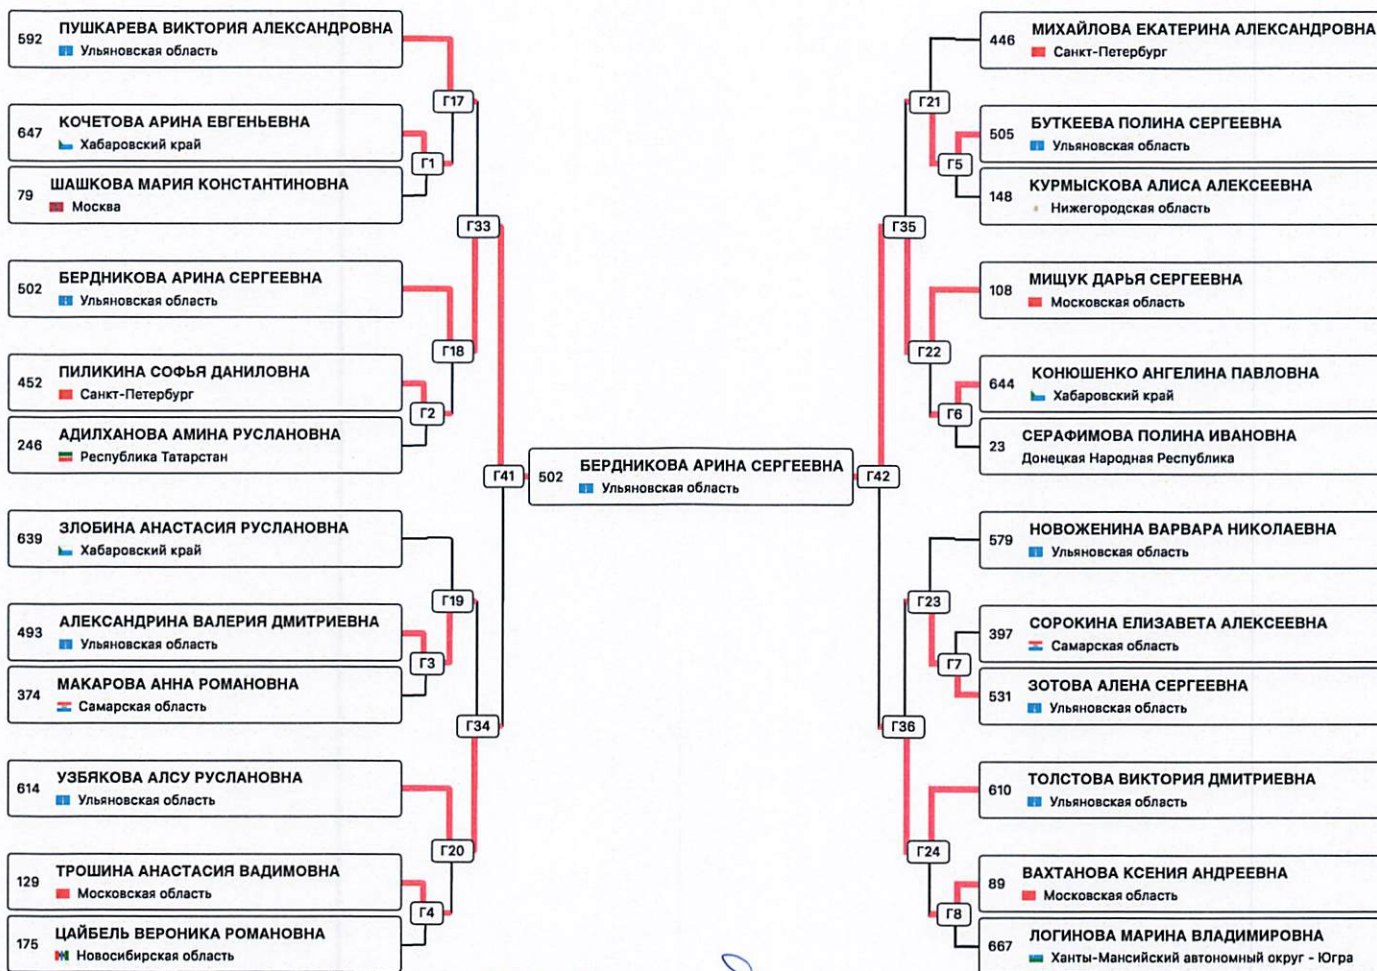 592 ПУШКАРЕВА ВИКТОРИЯ АЛЕКСАНДРОВНА
Ульяновская область
Г17
647 КОЧЕТОВА АРИНА ЕВГЕНЬЕВНА
Хабаровский край
Г1
79 ШАШКОВА МАРИЯ КОНСТАНТИНОВНА
Москва
Г33
502 БЕРДНИКОВА АРИНА СЕРГЕЕВНА
Ульяновская область
Г18
452 ПИЛИКИНА СОФЬЯ ДАНИЛОВНА
Санкт-Петербург
Г2
246 АДИЛХАНОВА АМИНА РУСЛАНОВНА
Республика Татарстан
Г41
639 ЗЛОБИНА АНАСТАСИЯ РУСЛАНОВНА
Хабаровский край
Г19
493 АЛЕКСАНДРИНА ВАЛЕРИЯ ДМИТРИЕВНА
Ульяновская область
Г3
374 МАКАРОВА АННА РОМАНОВНА
Самарская область
Г34
614 УЗБЯКОВА АЛСУ РУСЛАНОВНА
Ульяновская область
Г20
129 ТРОШИНА АНАСТАСИЯ ВАДИМОВНА
Московская область
Г4
175 ЦАЙБЕЛЬ ВЕРОНИКА РОМАНОВНА
Новосибирская область
502 БЕРДНИКОВА АРИНА СЕРГЕЕВНА
Ульяновская область
446 МИХАЙЛОВА ЕКАТЕРИНА АЛЕКСАНДРОВНА
Санкт-Петербург
Г21
505 БУТКЕЕВА ПОЛИНА СЕРГЕЕВНА
Ульяновская область
Г5
148 КУРМЫСКОВА АЛИСА АЛЕКСЕЕВНА
Нижегородская область
Г35
108 МИЩУК ДАРЬЯ СЕРГЕЕВНА
Московская область
Г22
644 КОНЮШЕНКО АНГЕЛИНА ПАВЛОВНА
Хабаровский край
Г6
23 СЕРАФИМОВА ПОЛИНА ИВАНОВНА
Донецкая Народная Республика
Г42
579 НОВОЖЕНИНА ВАРВАРА НИКОЛАЕВНА
Ульяновская область
Г23
397 СОРОКИНА ЕЛИЗАВЕТА АЛЕКСЕЕВНА
Самарская область
Г7
531 ЗОТОВА АЛЕНА СЕРГЕЕВНА
Ульяновская область
Г36
610 ТОЛСТОВА ВИКТОРИЯ ДМИТРИЕВНА
Ульяновская область
Г24
89 ВАХТАНОВА КСЕНИЯ АНДРЕЕВНА
Московская область
Г8
667 ЛОГИНОВА МАРИНА ВЛАДИМИРОВНА
Ханты-Мансийский автономный округ - Югра